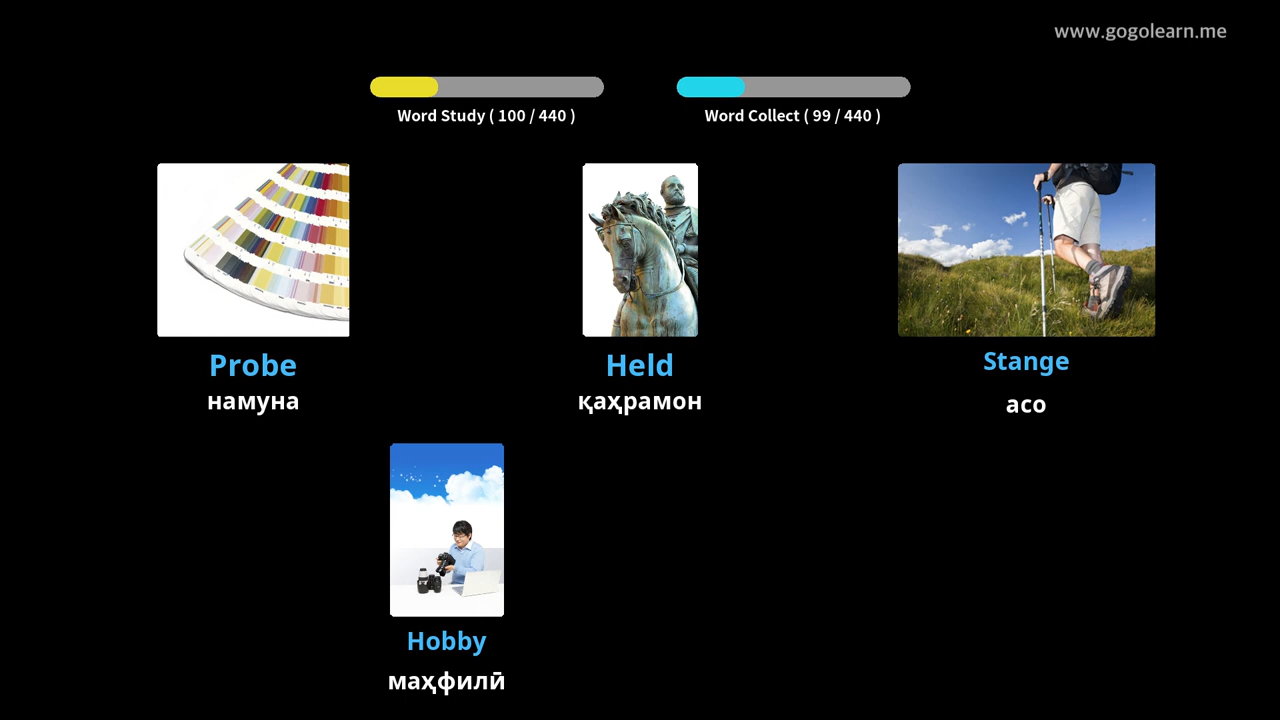 www.gogolearn.me
Word Study ( 100 / 440 )
Word Collect ( 99 / 440 )
Probe
намуна
Held
қаҳрамон
Stange
асо
Hobby
маҳфилӣ